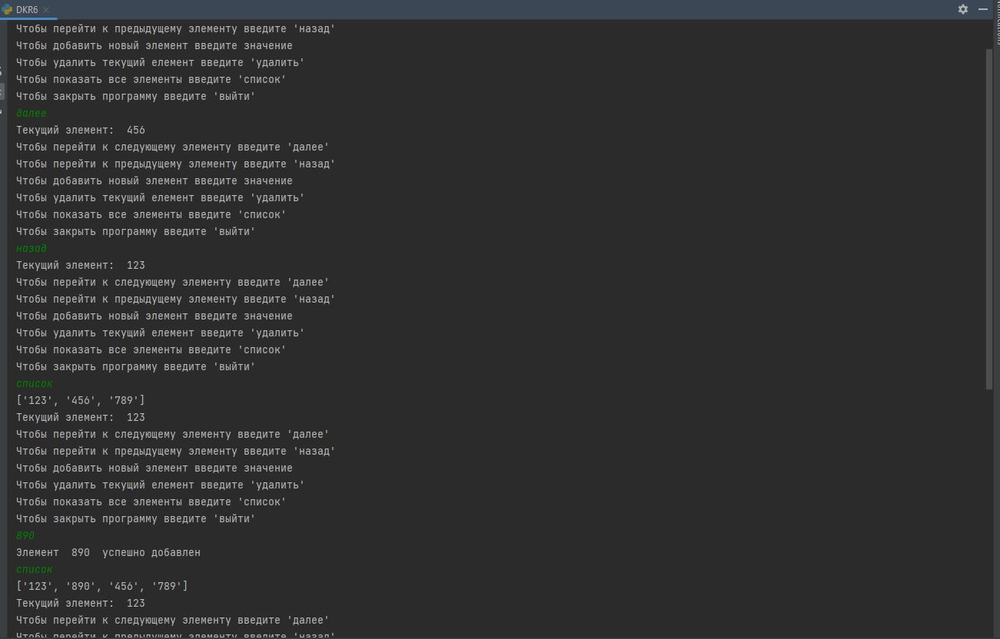 DKR6
Чтобы перейти к предыдущему элементу введите 'назад'
Чтобы добавить новый элемент введите значение
Чтобы удалить текущий елемент введите 'удалить'
Чтобы показать все элементы введите 'список'
Чтобы закрыть программу введите 'выйти'
далее
Текущий элемент:  456
Чтобы перейти к следующему элементу введите 'далее'
Чтобы перейти к предыдущему элементу введите 'назад'
Чтобы добавить новый элемент введите значение
Чтобы удалить текущий елемент введите 'удалить'
Чтобы показать все элементы введите 'список'
Чтобы закрыть программу введите 'выйти'
назад
Текущий элемент:  123
Чтобы перейти к следующему элементу введите 'далее'
Чтобы перейти к предыдущему элементу введите 'назад'
Чтобы добавить новый элемент введите значение
Чтобы удалить текущий елемент введите 'удалить'
Чтобы показать все элементы введите 'список'
Чтобы закрыть программу введите 'выйти'
список
['123', '456', '789']
Текущий элемент:  123
Чтобы перейти к следующему элементу введите 'далее'
Чтобы перейти к предыдущему элементу введите 'назад'
Чтобы добавить новый элемент введите значение
Чтобы удалить текущий елемент введите 'удалить'
Чтобы показать все элементы введите 'список'
Чтобы закрыть программу введите 'выйти'
890
Элемент  890  успешно добавлен
список
['123', '890', '456', '789']
Текущий элемент:  123
Чтобы перейти к следующему элементу введите 'далее'
Чтобы перейти к предыдущему элементу введите 'назад'